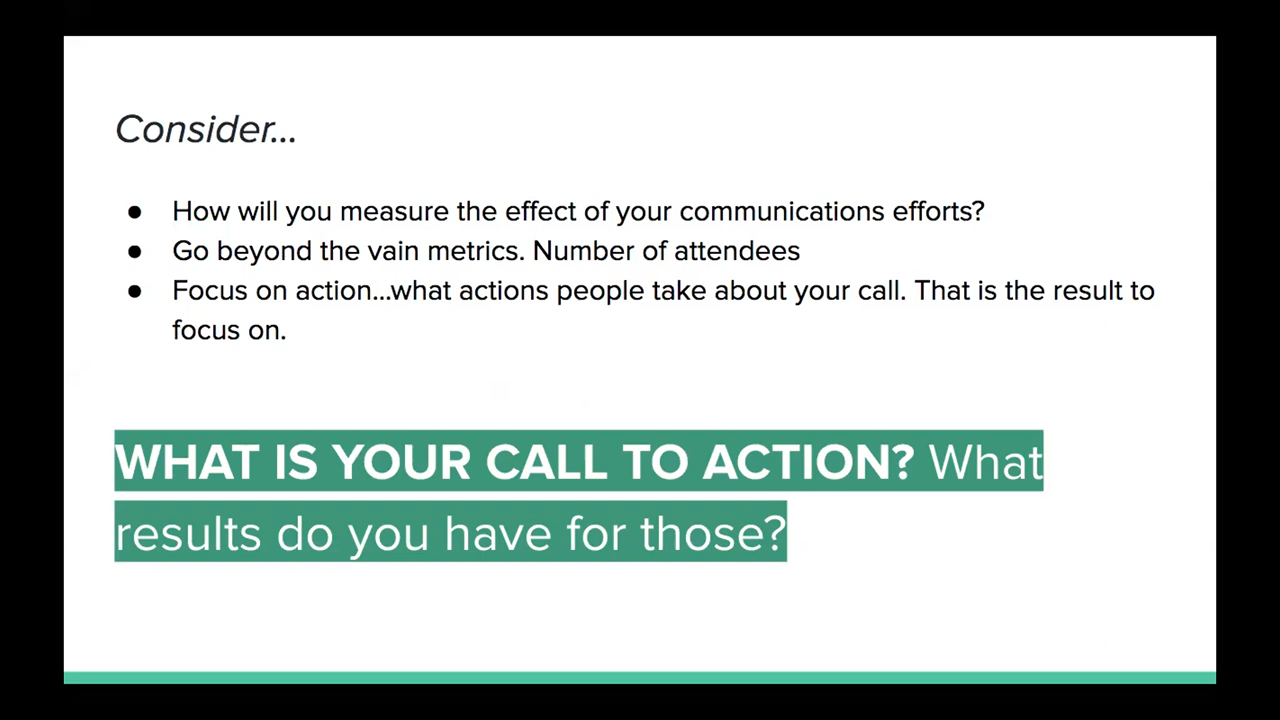 Consider...
● How will you measure the effect of your communications efforts?
● Go beyond the vain metrics. Number of attendees
● Focus on action...what actions people take about your call. That is the result to
focus on.
WHAT IS YOUR CALL TO ACTION? What
results do you have for those?